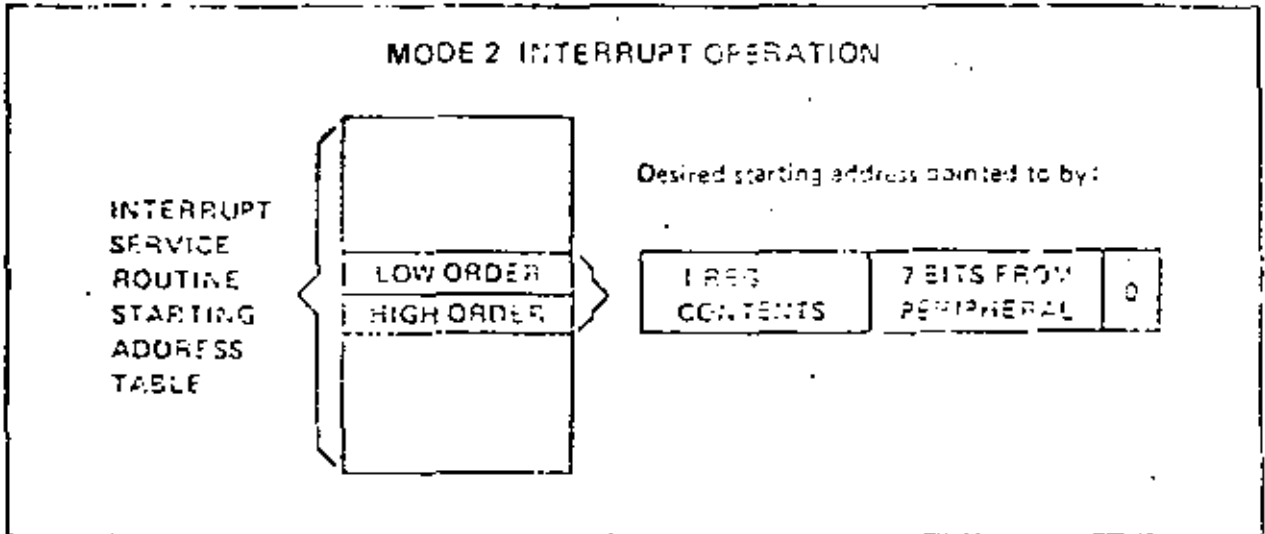 MODE 2 INTERRUPT OPERATION
Desired starting address pointed to by:
INTERRUPT
SERVICE
ROUTINE
STARTING
ADDRESS
TABLE
LOW ORDER
HIGH ORDER
I REG
CONTENTS
7 BITS FROM
PERIPHERAL
0